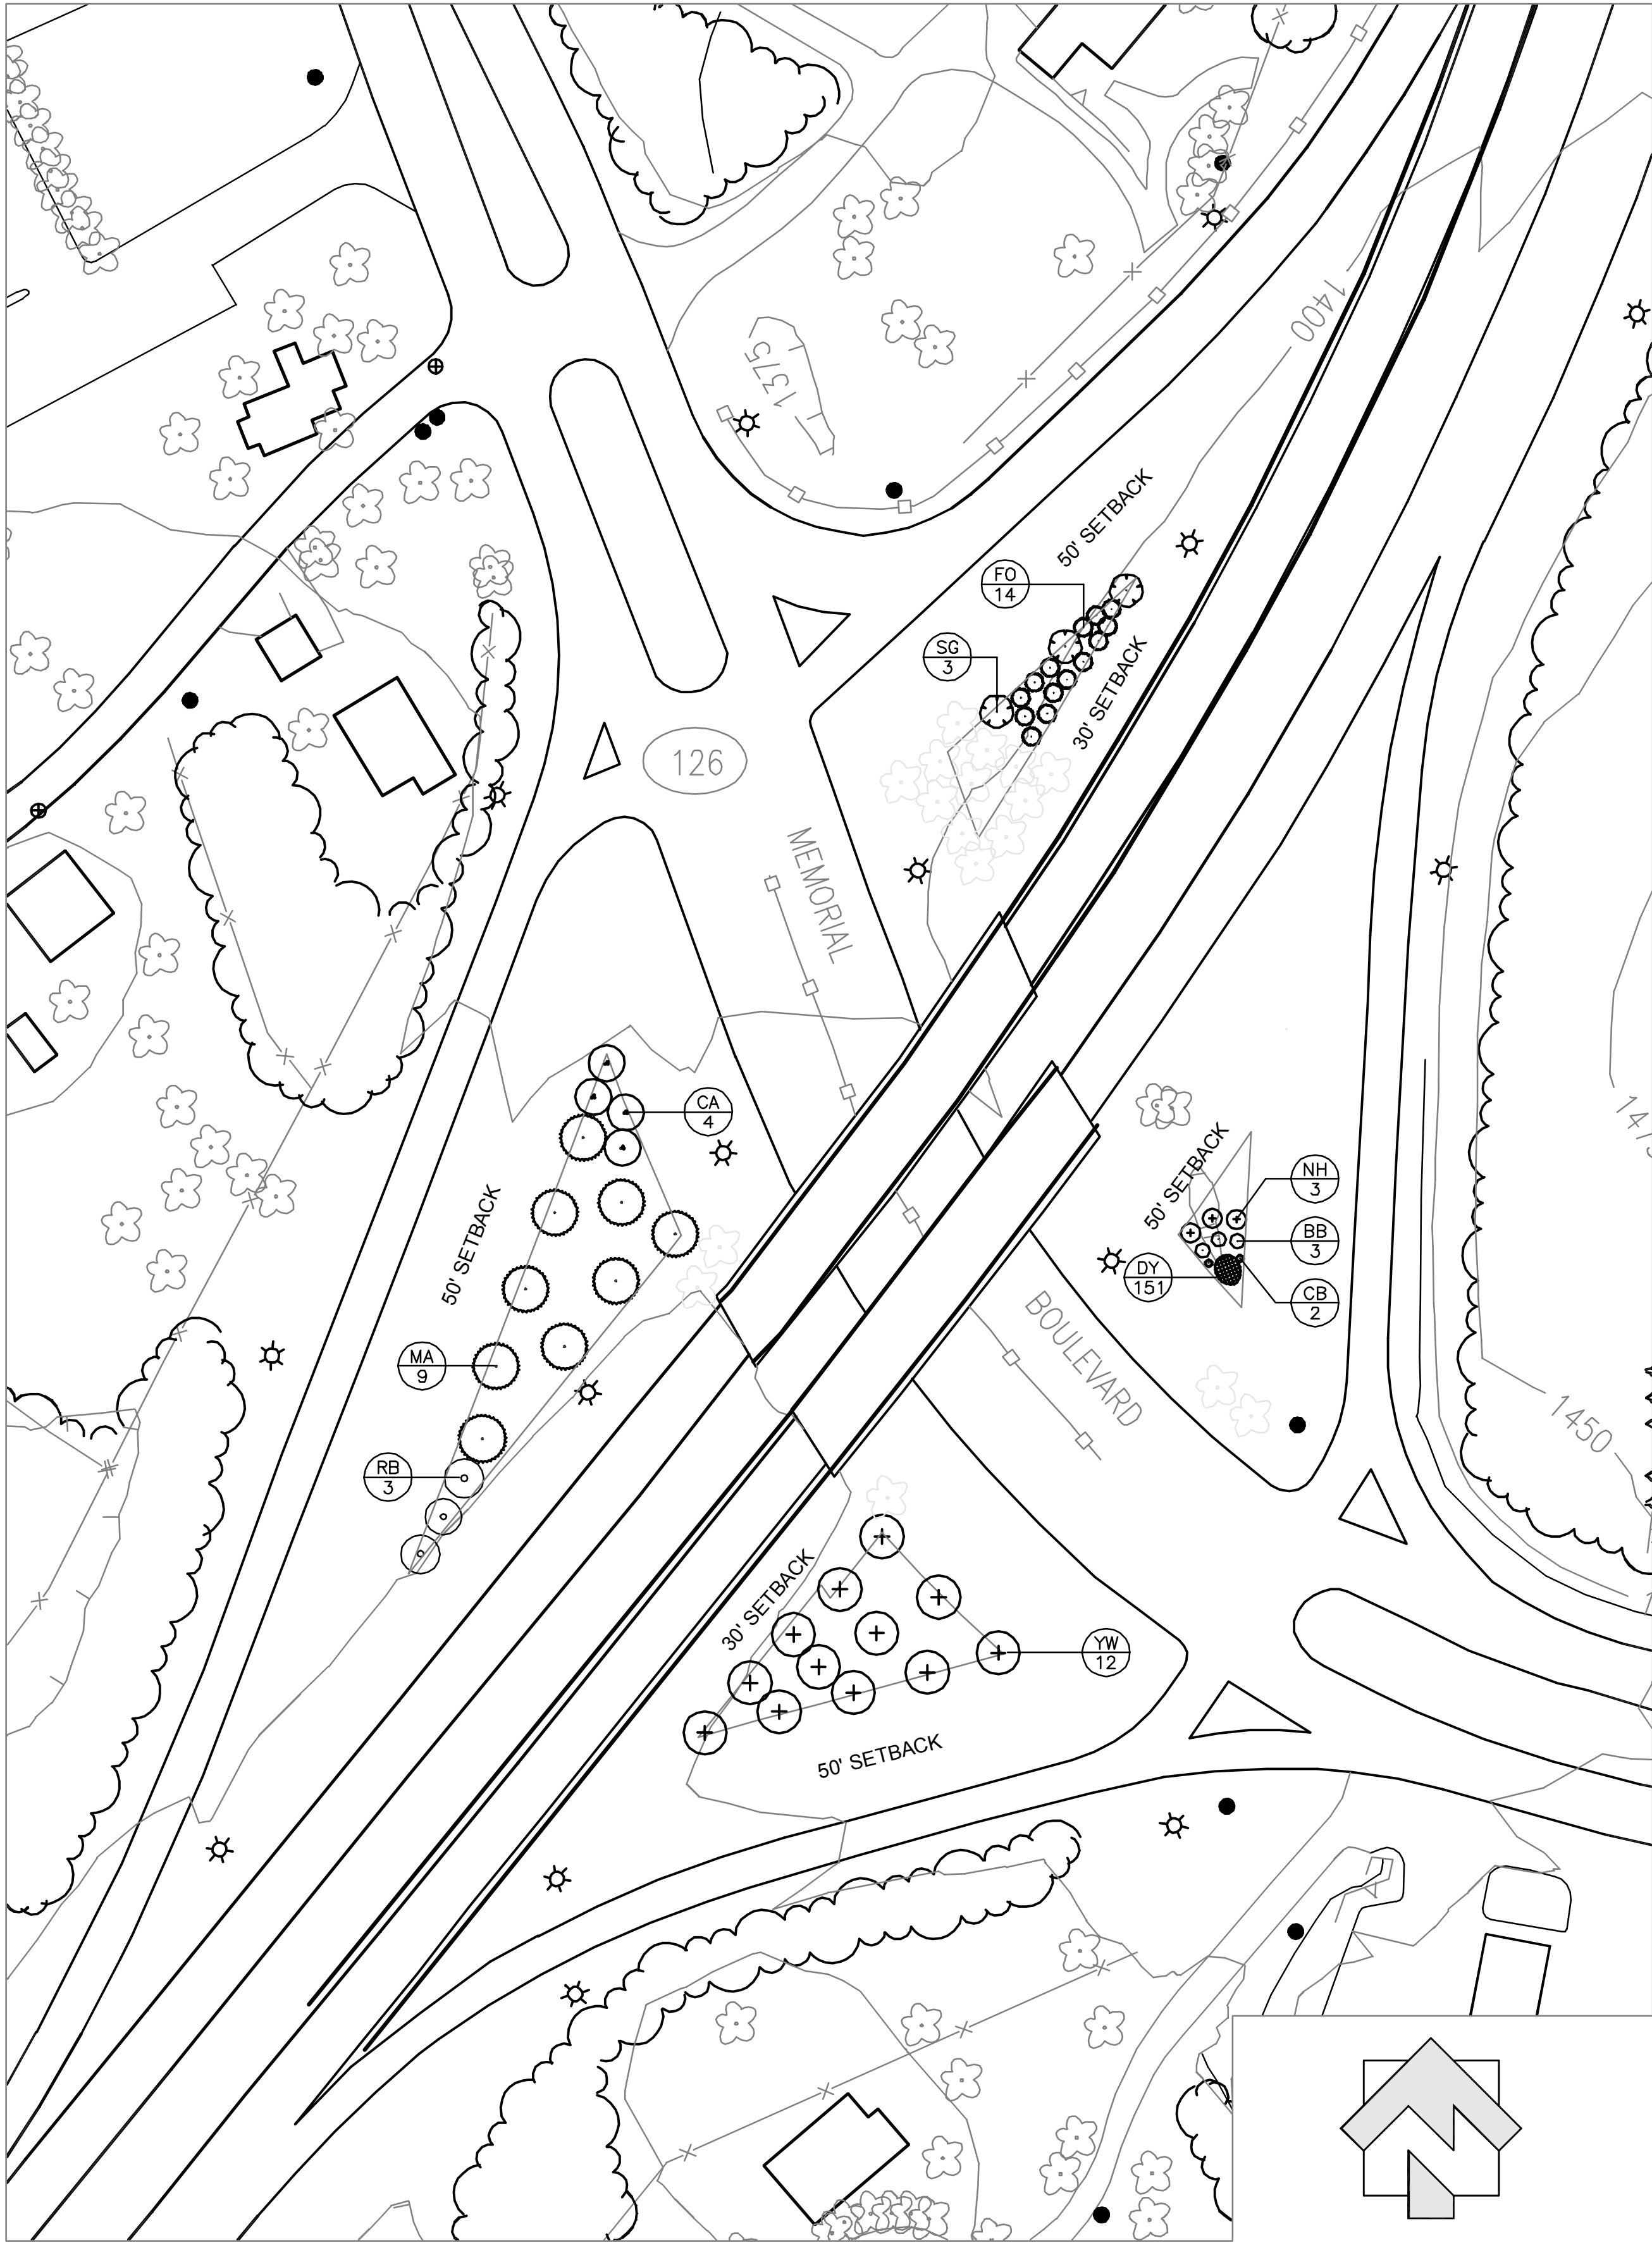 1400
1375
50' SETBACK
FO
14
SG
3
30' SETBACK
126
MEMORIAL
CA
4
50' SETBACK
NH
3
50' SETBACK
BB
3
DY
151
CB
2
MA
9
BOULEVARD
1450
RB
3
30' SETBACK
YW
12
50' SETBACK